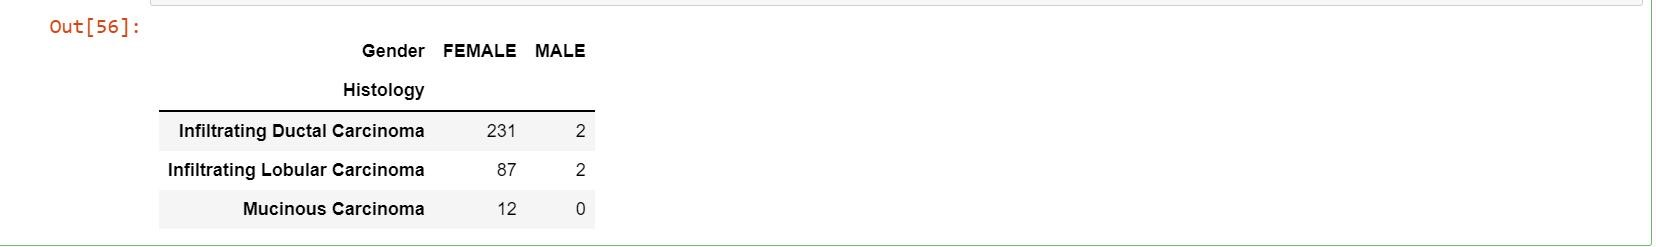 Out[56]:
Gender FEMALE MALE
Histology
Infiltrating Ductal Carcinoma 231 2
Infiltrating Lobular Carcinoma 87 2
Mucinous Carcinoma 12 0